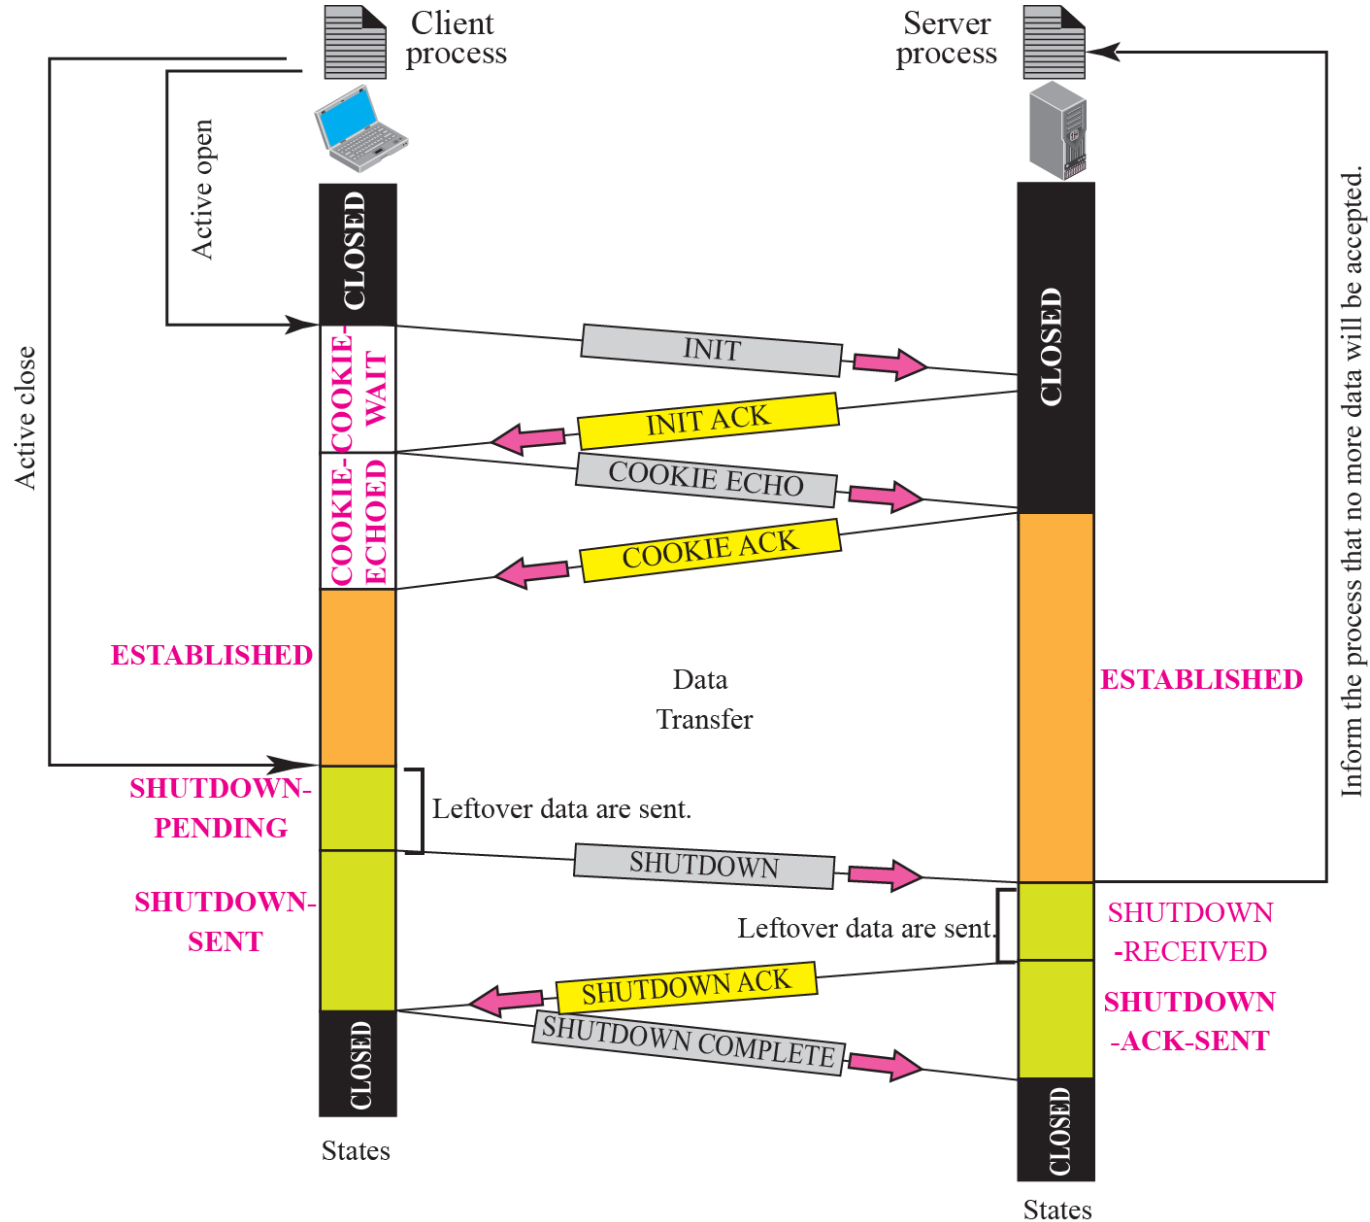 Client
process
Server
process
Active open
Active close
Inform the process that no more data will be accepted.
CLOSED
CLOSED
COOKIE-
WAIT
INIT
INIT ACK
COOKIE-
ECHOED
COOKIE ECHO
COOKIE ACK
ESTABLISHED
Data
Transfer
ESTABLISHED
SHUTDOWN-
PENDING
Leftover data are sent.
SHUTDOWN
SHUTDOWN-
SENT
Leftover data are sent.
SHUTDOWN
-RECEIVED
SHUTDOWN ACK
SHUTDOWN
-ACK-SENT
SHUTDOWN COMPLETE
CLOSED
CLOSED
States
States